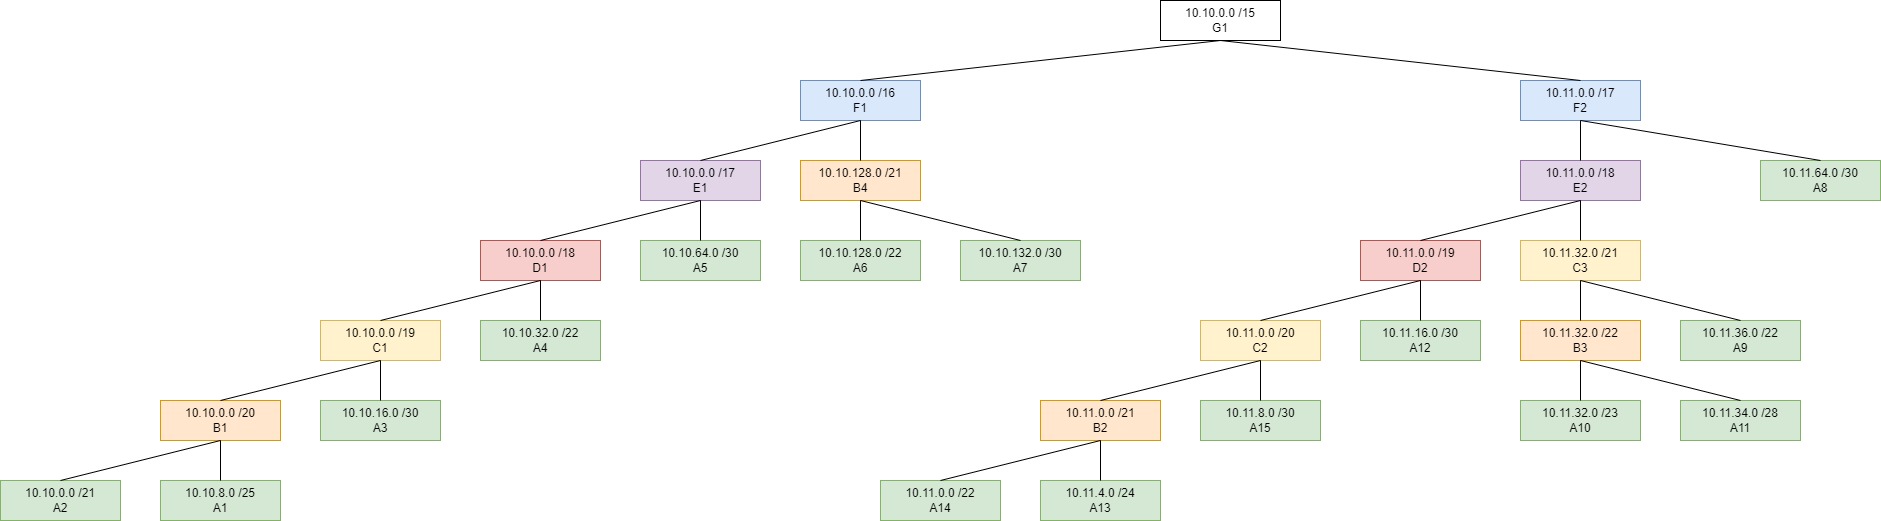 10.10.0.0 /15
G1
10.10.0.0 /16
F1
10.11.0.0 /17
F2
10.10.0.0 /17
E1
10.10.128.0 /21
B4
10.11.0.0 /18
E2
10.11.64.0 /30
A8
10.10.0.0 /18
D1
10.10.64.0 /30
A5
10.10.128.0 /22
A6
10.10.132.0 /30
A7
10.11.0.0 /19
D2
10.11.32.0 /21
C3
10.10.0.0 /19
C1
10.10.32.0 /22
A4
10.11.0.0 /20
C2
10.11.16.0 /30
A12
10.11.32.0 /22
B3
10.11.36.0 /22
A9
10.10.0.0 /20
B1
10.10.16.0 /30
A3
10.11.0.0 /21
B2
10.11.8.0 /30
A15
10.11.32.0 /23
A10
10.11.34.0 /28
A11
10.10.0.0 /21
A2
10.10.8.0 /25
A1
10.11.0.0 /22
A14
10.11.4.0 /24
A13